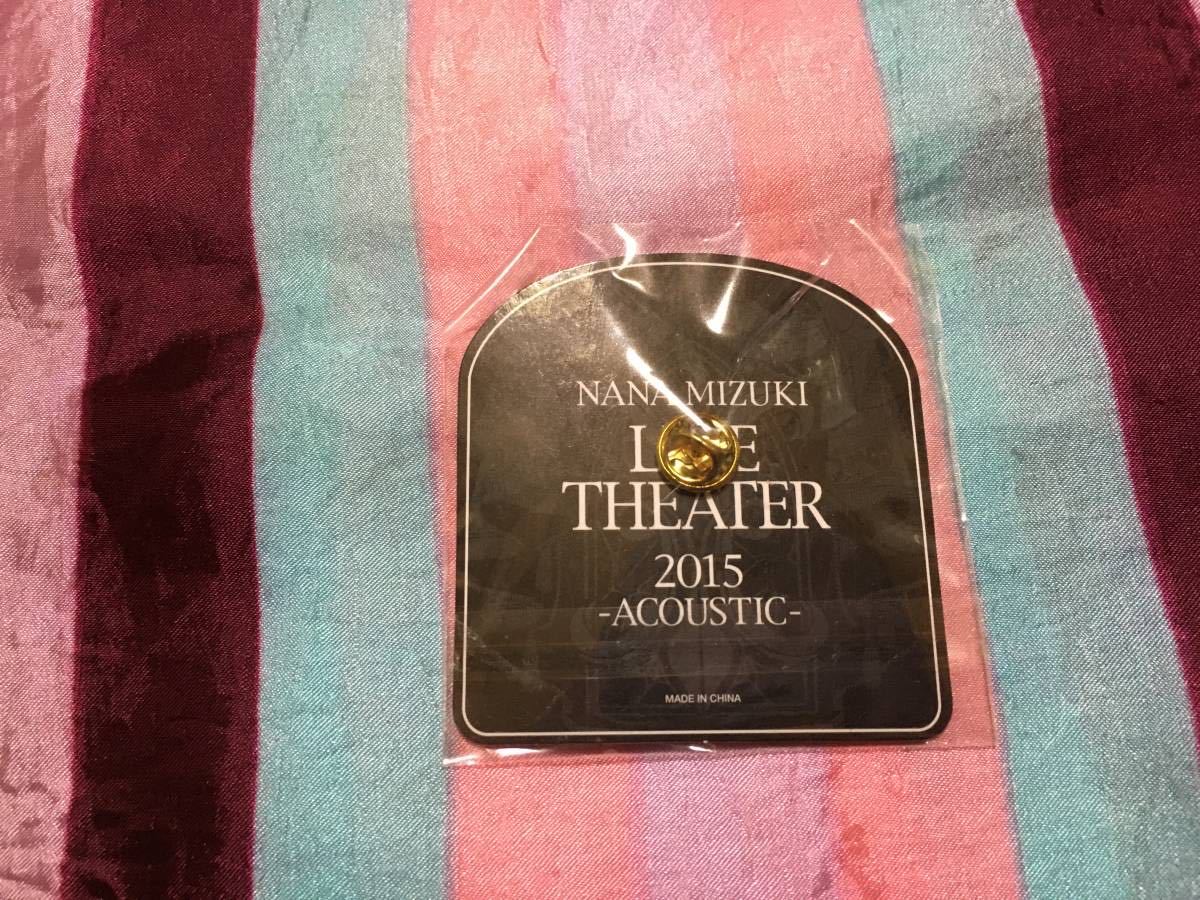 NANA MIZUKI
THEATER
2015
-ACOUSTIC-
MADE IN CHINA